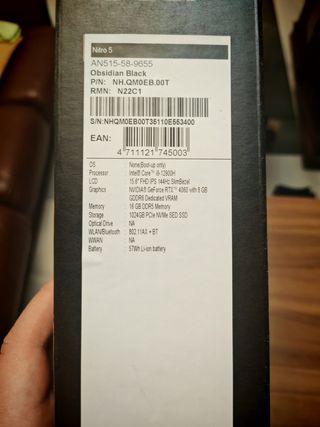 Nitro 5
AN515-58-9655
Obsidian Black
P/N: NH.QM0EB.00T
RMN: N22C1
S/N:NHQM0EB00T35110E553400
EAN:
4 711121 745003
OS None(Boot-up only)
Processor Intel® Core™ i9-12900H
LCD 15.6" FHD IPS 144Hz SlimBezel
Graphics NVIDIA® GeForce RTX™ 4060 with 8 GB
GDDR6 Dedicated VRAM
Memory 16 GB DDR5 Memory
Storage 1024GB PCIe NVMe SED SSD
Optical Drive NA
WLAN/Bluetooth 802.11AX + BT
WWAN NA
Battery 57Wh Li-ion battery